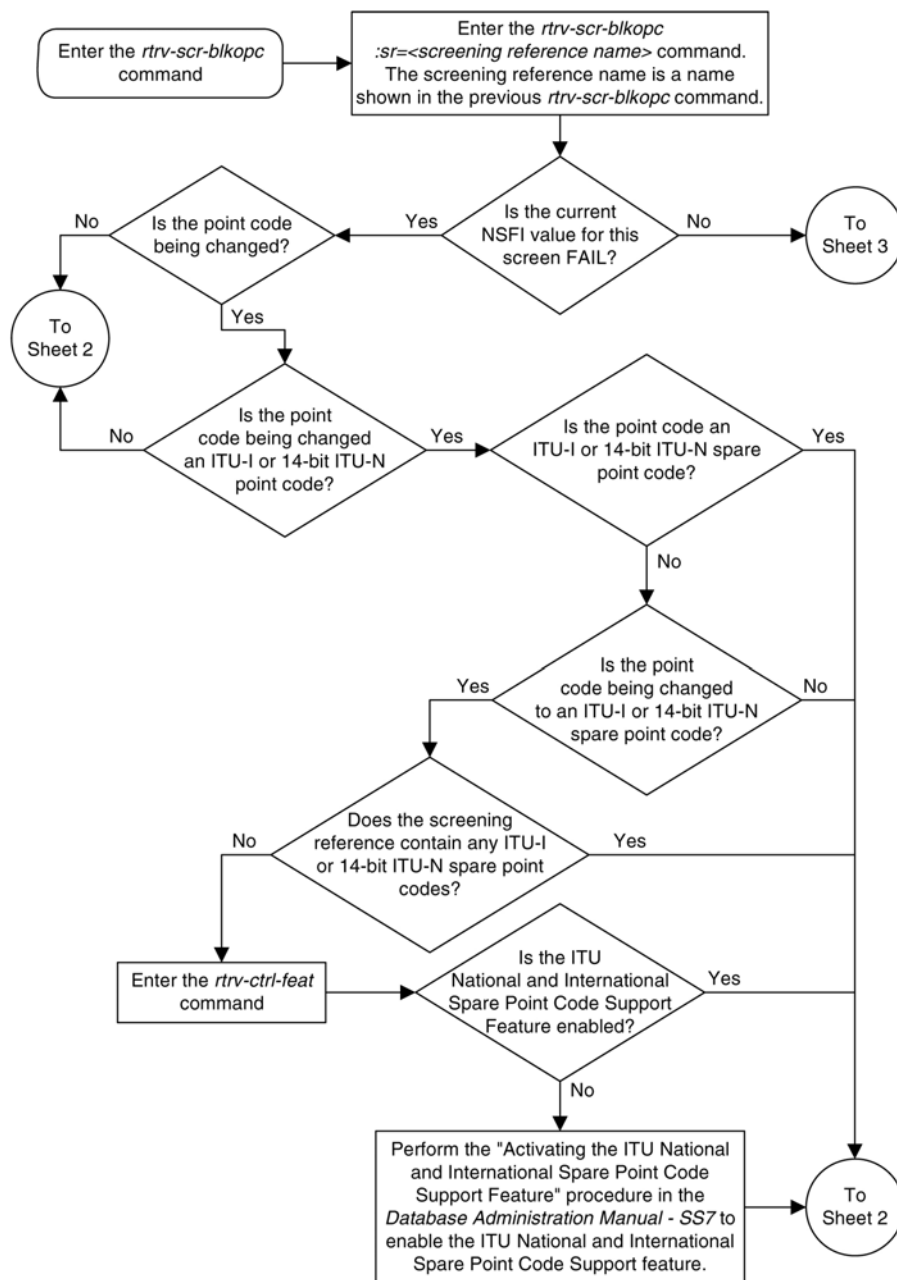 Enter the rtrv-scr-blkopc
command
Enter the rtrv-scr-blkopc
:sr=<screening reference name> command.
The screening reference name is a name
shown in the previous rtrv-scr-blkopc command.
Is the current
NSFI value for this
screen FAIL?
Yes
No
To
Sheet 3
Is the point code
being changed?
No
Yes
To
Sheet 2
Is the point
code being changed
an ITU-I or 14-bit ITU-N
point code?
No
Yes
Is the point code an
ITU-I or 14-bit ITU-N spare
point code?
Yes
No
Is the point
code being changed
to an ITU-I or 14-bit ITU-N
spare point code?
Yes
No
Does the screening
reference contain any ITU-I
or 14-bit ITU-N spare point
codes?
No
Yes
Enter the rtrv-ctrl-feat
command
Is the ITU
National and International
Spare Point Code Support
Feature enabled?
Yes
No
Perform the "Activating the ITU National
and International Spare Point Code
Support Feature" procedure in the
Database Administration Manual - SS7 to
enable the ITU National and International
Spare Point Code Support feature.
To
Sheet 2